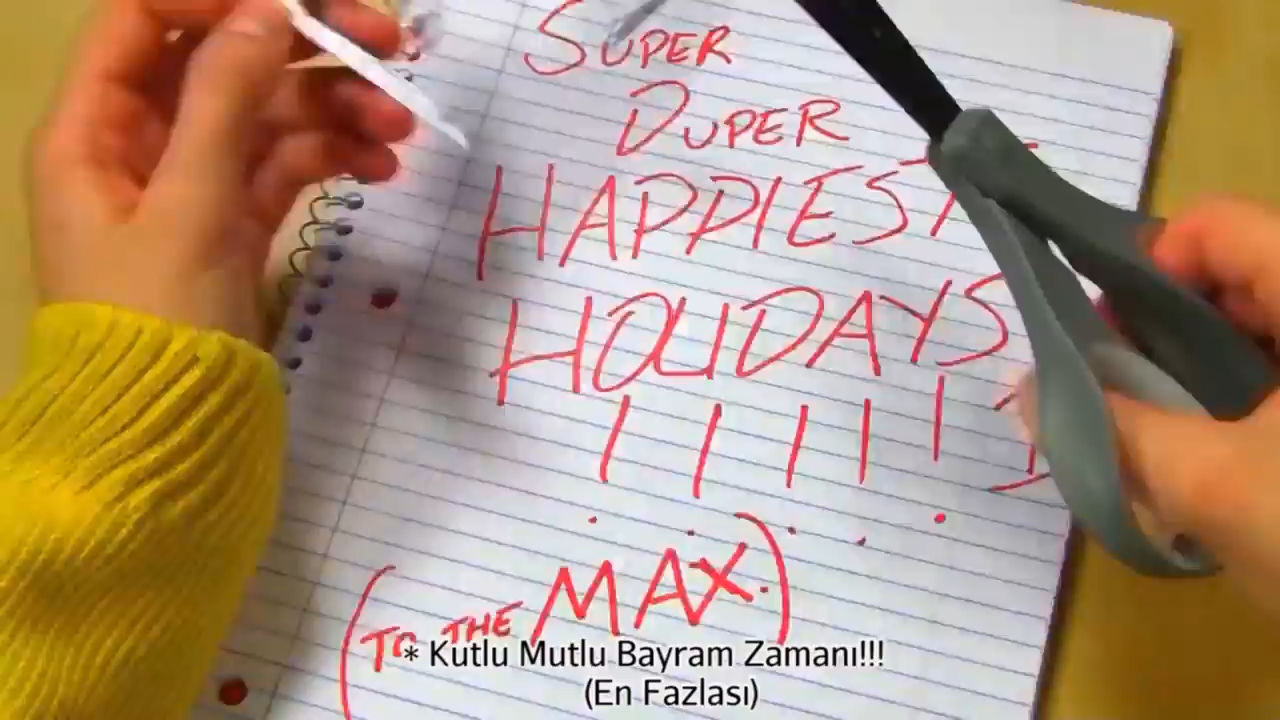 SUPER
DUPER
HAPPIEST
HOLIDAYS
!!!!!
(TO THE MAX.)
* Kutlu Mutlu Bayram Zamanı!!!
(En Fazlası)